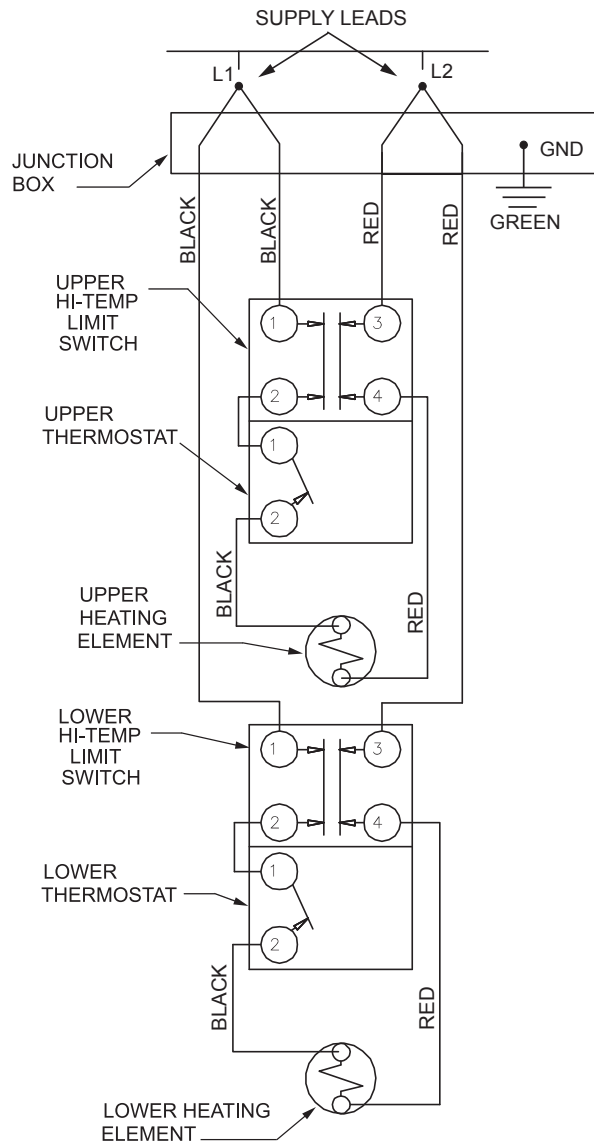 SUPPLY LEADS
L1
L2
JUNCTION
BOX
GND
GREEN
BLACK
BLACK
RED
RED
UPPER
HI-TEMP
LIMIT
SWITCH
1
3
2
4
UPPER
THERMOSTAT
1
2
BLACK
RED
UPPER
HEATING
ELEMENT
LOWER
HI-TEMP
LIMIT
SWITCH
1
3
2
4
LOWER
THERMOSTAT
1
2
BLACK
RED
LOWER HEATING
ELEMENT